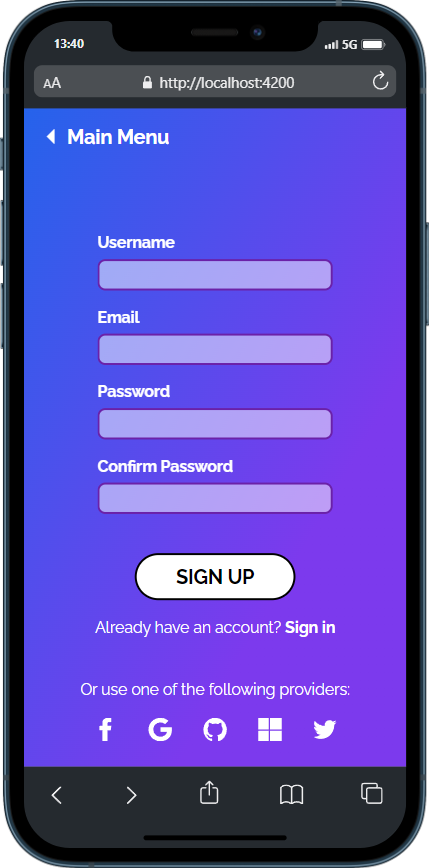 13:40
5G
AA
http://localhost:4200
Main Menu
Username
Email
Password
Confirm Password
SIGN UP
Already have an account? Sign in
Or use one of the following providers: